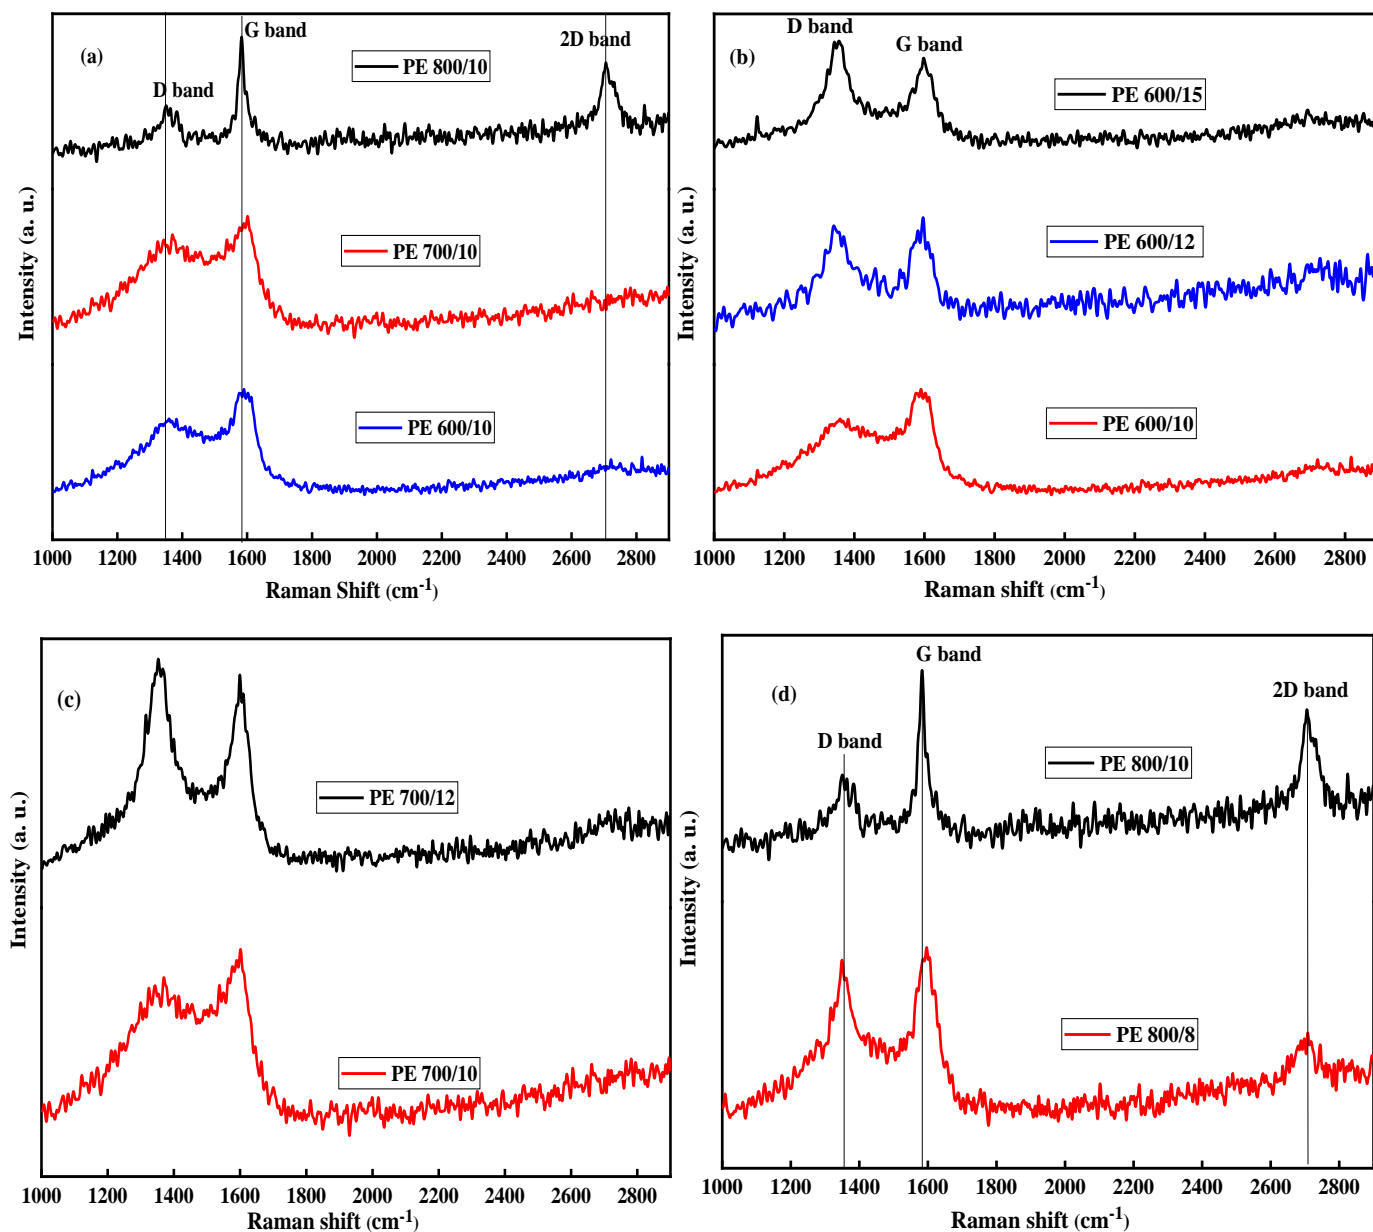 (a)
G band
2D band
PE 800/10
D band
PE 700/10
PE 600/10
Intensity (a. u.)
1000 1200 1400 1600 1800 2000 2200 2400 2600 2800
Raman Shift (cm-1)
D band
(b)
G band
PE 600/15
PE 600/12
PE 600/10
Intensity (a. u.)
1000 1200 1400 1600 1800 2000 2200 2400 2600 2800
Raman shift (cm-1)
(c)
PE 700/12
PE 700/10
Intensity (a. u.)
1000 1200 1400 1600 1800 2000 2200 2400 2600 2800
Raman shift (cm-1)
G band
(d)
2D band
D band
PE 800/10
PE 800/8
Intensity (a. u.)
1000 1200 1400 1600 1800 2000 2200 2400 2600 2800
Raman shift (cm-1)